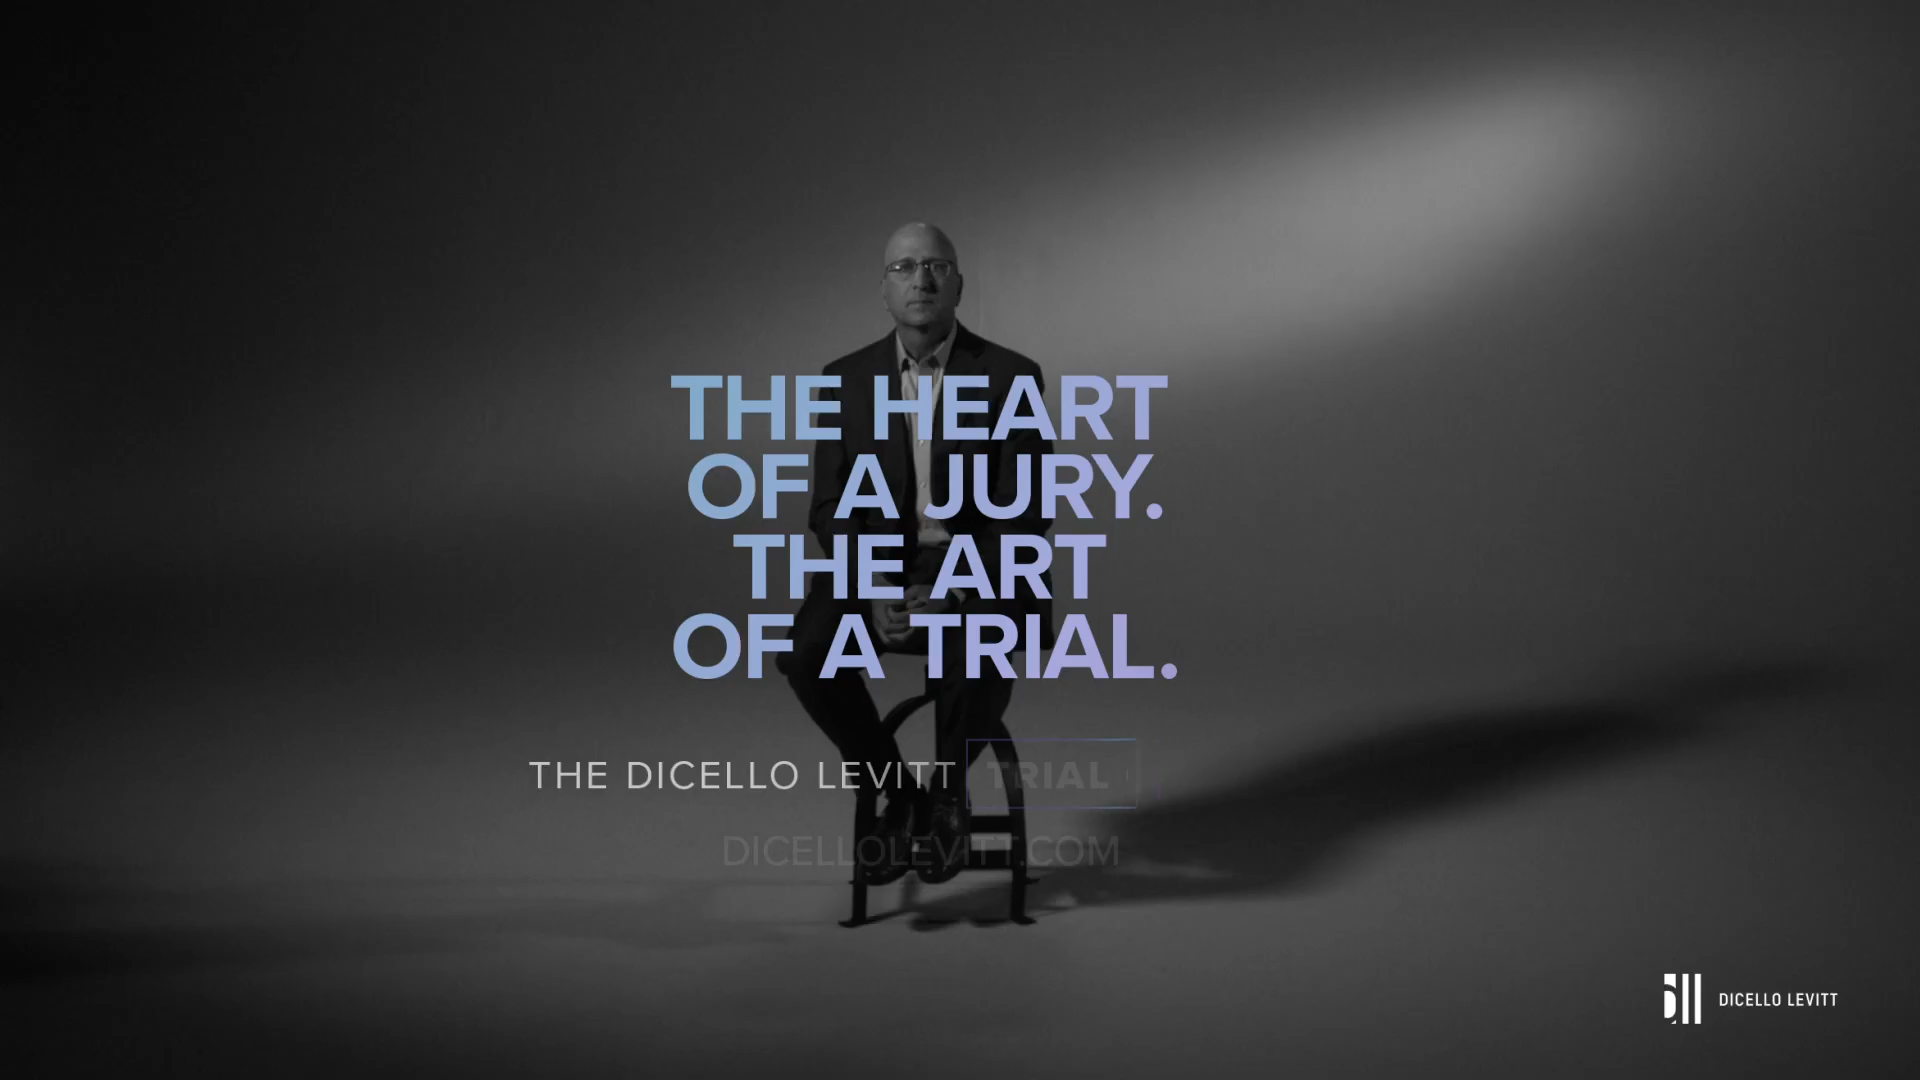 THE HEART
OF A JURY.
THE ART
OF A TRIAL.
THE DICELLO LEVITT TRIAL
DICELLOLEVITT.COM
DICELLO LEVITT